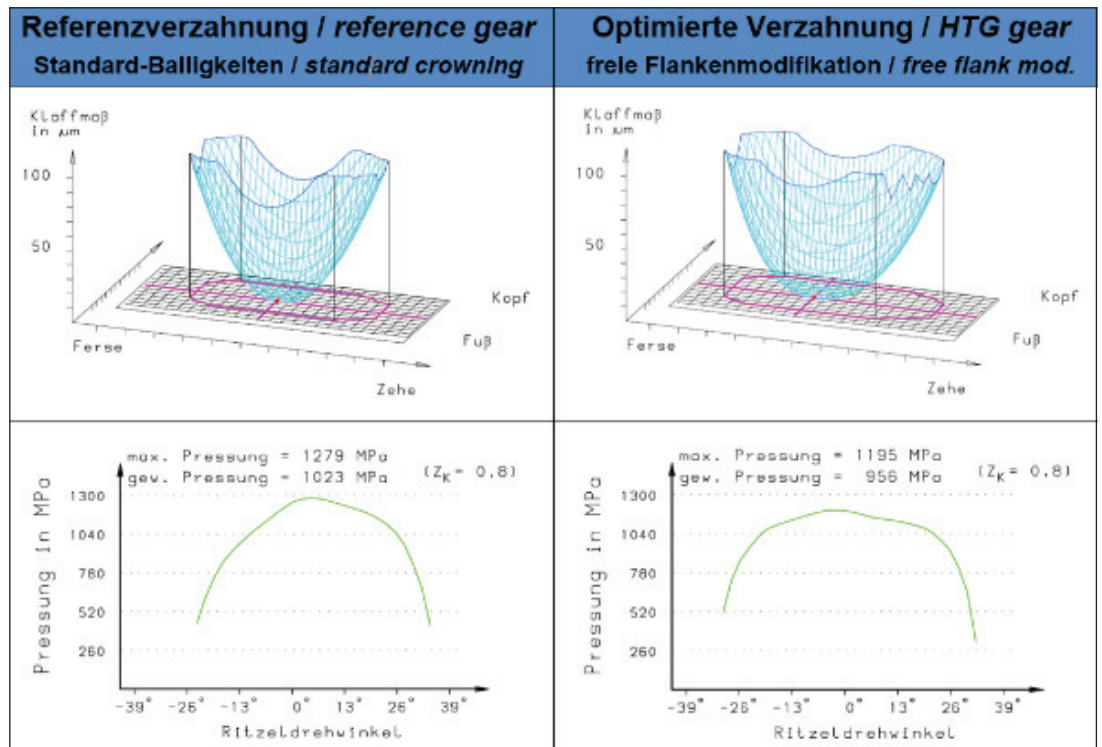 Referenzverzahnung / reference gear
Standard-Balligkeiten / standard crowning
Optimierte Verzahnung / HTG gear
freie Flankenmodifikation / free flank mod.
Klaffmaß
in µm
100
50
Kopf
Fuß
Ferse
Zehe
Klaffmaß
in µm
100
50
Kopf
Fuß
Ferse
Zehe
max. Pressung = 1279 MPa
gew. Pressung = 1023 MPa
(ZK = 0,8)
Pressung in MPa
1300
1040
780
520
260
-39° -26° -13° 0° 13° 26° 39°
Ritzeldrehwinkel
max. Pressung = 1195 MPa
gew. Pressung = 956 MPa
(ZK = 0,8)
Pressung in MPa
1300
1040
780
520
260
-39° -26° -13° 0° 13° 26° 39°
Ritzeldrehwinkel